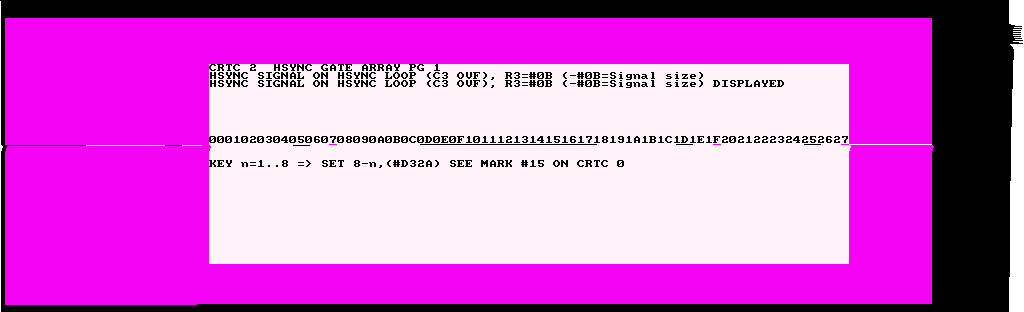 CRTC 2  HSYNC GATE ARRAY PG 1
HSYNC SIGNAL ON HSYNC LOOP (C3 OVF), R3=#0B (-#0B=Signal size)
HSYNC SIGNAL ON HSYNC LOOP (C3 OVF), R3=#0B (-#0B=Signal size) DISPLAYED
000102030405060708090A0B0C0D0E0F101112131415161718191A1B1C1D1E1F2021222324252627
KEY n=1..8 => SET 8-n,(#D32A) SEE MARK #15 ON CRTC 0